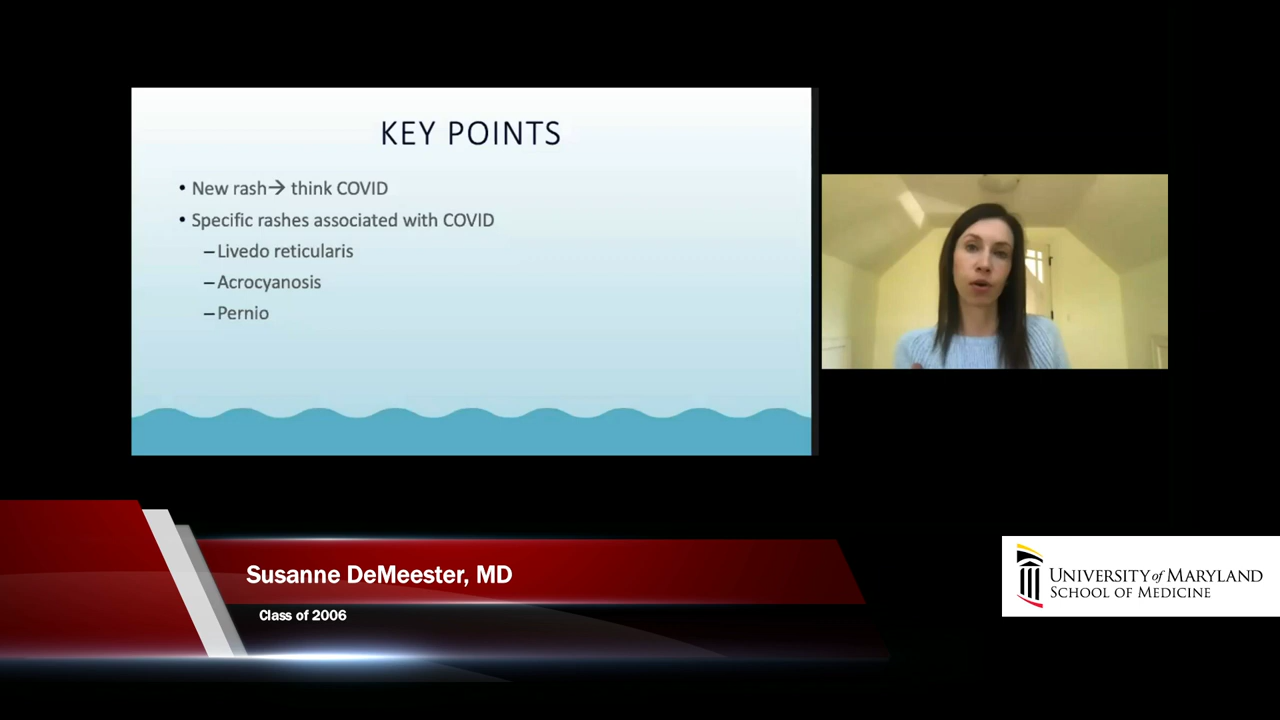 KEY POINTS
• New rash→ think COVID
• Specific rashes associated with COVID
–Livedo reticularis
–Acrocyanosis
–Pernio
Susanne DeMeester, MD
Class of 2006
UNIVERSITY of MARYLAND
SCHOOL OF MEDICINE